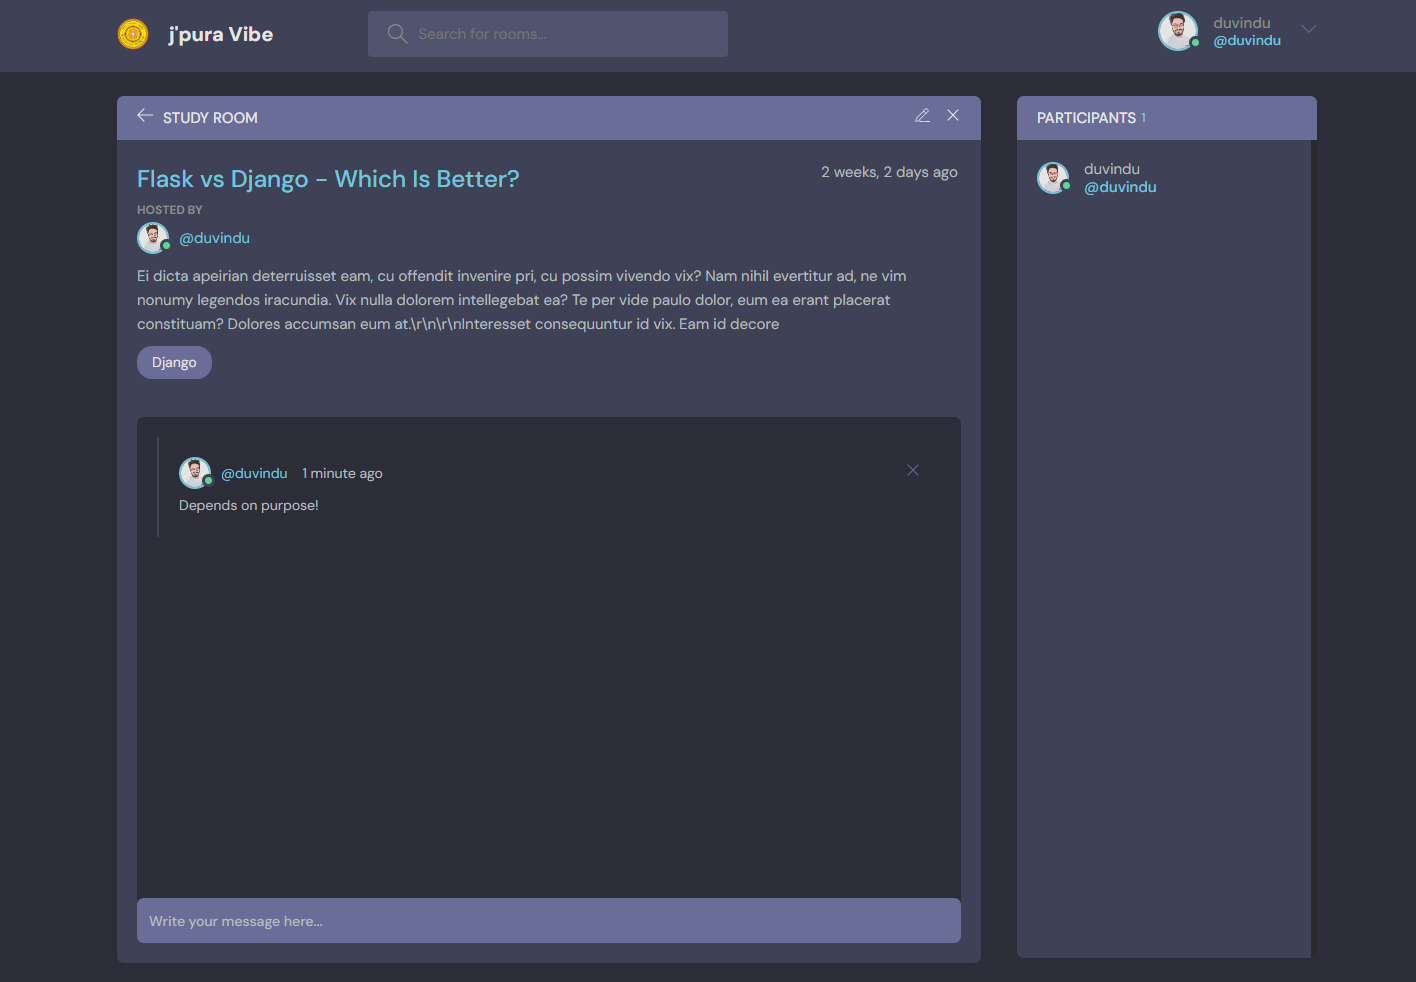 j'pura Vibe
Search for rooms...
duvindu
@duvindu
STUDY ROOM
Flask vs Django - Which Is Better?
2 weeks, 2 days ago
HOSTED BY
@duvindu
Ei dicta apeirian deterruisset eam, cu offendit invenire pri, cu possim vivendo vix? Nam nihil evertitur ad, ne vim
nonumy legendos iracundia. Vix nulla dolorem intellegebat ea? Te per vide paulo dolor, eum ea erant placerat
constituam? Dolores accumsan eum at.\r\n\r\nInteresset consequuntur id vix. Eam id decore
Django
@duvindu 1 minute ago
Depends on purpose!
Write your message here...
PARTICIPANTS 1
duvindu
@duvindu